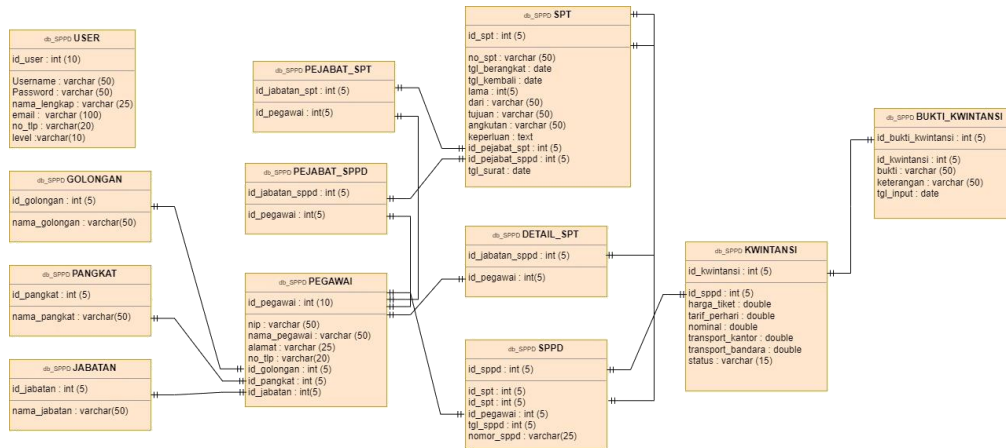 db_SPPD USER
id_user : int (10)
Username : varchar (50)
Password : varchar (50)
nama_lengkap : varchar (25)
email : varchar (100)
no_tlp : varchar(20)
level :varchar(10)
db_SPPD GOLONGAN
id_golongan : int (5)
nama_golongan : varchar(50)
db_SPPD PANGKAT
id_pangkat : int (5)
nama_pangkat : varchar(50)
db_SPPD JABATAN
id_jabatan : int (5)
nama_jabatan : varchar(50)
db_SPPD PEJABAT_SPT
id_jabatan_spt : int (5)
id_pegawai : int(5)
db_SPPD PEJABAT_SPPD
id_jabatan_sppd : int (5)
id_pegawai : int(5)
db_SPPD PEGAWAI
id_pegawai : int (10)
nip : varchar (50)
nama_pegawai : varchar (50)
alamat : varchar (25)
no_tlp : varchar(20)
id_golongan : int (5)
id_pangkat : int (5)
id_jabatan : int(5)
db_SPPD SPT
id_spt : int (5)
no_spt : varchar (50)
tgl_berangkat : date
tgl_kembali : date
lama : int(5)
dari : varchar (50)
tujuan : varchar (50)
angkutan : varchar (50)
keperluan : text
id_pejabat_spt : int (5)
id_pejabat_sppd : int (5)
tgl_surat : date
db_SPPD DETAIL_SPT
id_jabatan_sppd : int (5)
id_pegawai : int(5)
db_SPPD SPPD
id_sppd : int (5)
id_spt : int (5)
id_spt : int (5)
id_pegawai : int (5)
tgl_sppd : int (5)
nomor_sppd : varchar(25)
db_SPPD KWINTANSI
id_kwintansi : int (5)
id_sppd : int (5)
harga_tiket : double
tarif_perhari : double
nominal : double
transport_kantor : double
transport_bandara : double
status : varchar (15)
db_SPPD BUKTI_KWINTANSI
id_bukti_kwintansi : int (5)
id_kwintansi : int (5)
bukti : varchar (50)
keterangan : varchar (50)
tgl_input : date